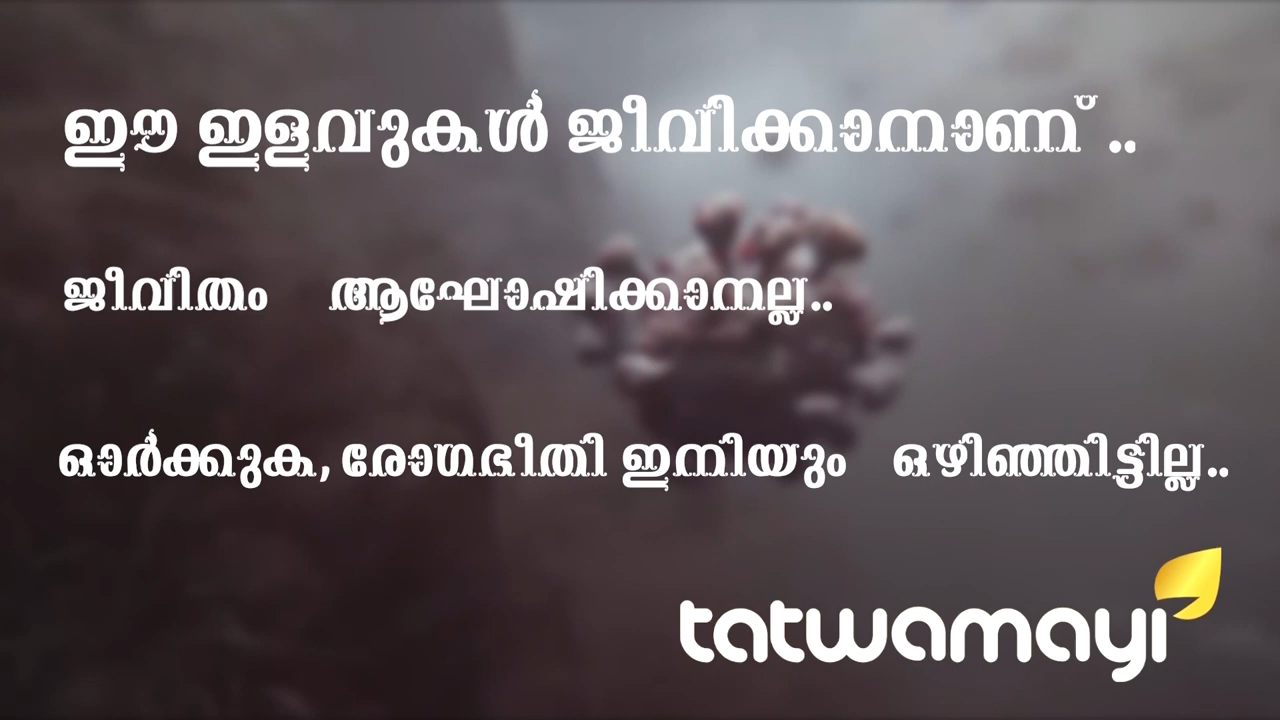 ഈ ഇളവുകൾ ജീവിക്കാനാണ് ..
ജീവിതം ആഘോഷിക്കാനല്ല..
ഓർക്കുക, രോഗഭീതി ഇനിയും ഒഴിഞ്ഞിട്ടില്ല..
tatwamayi